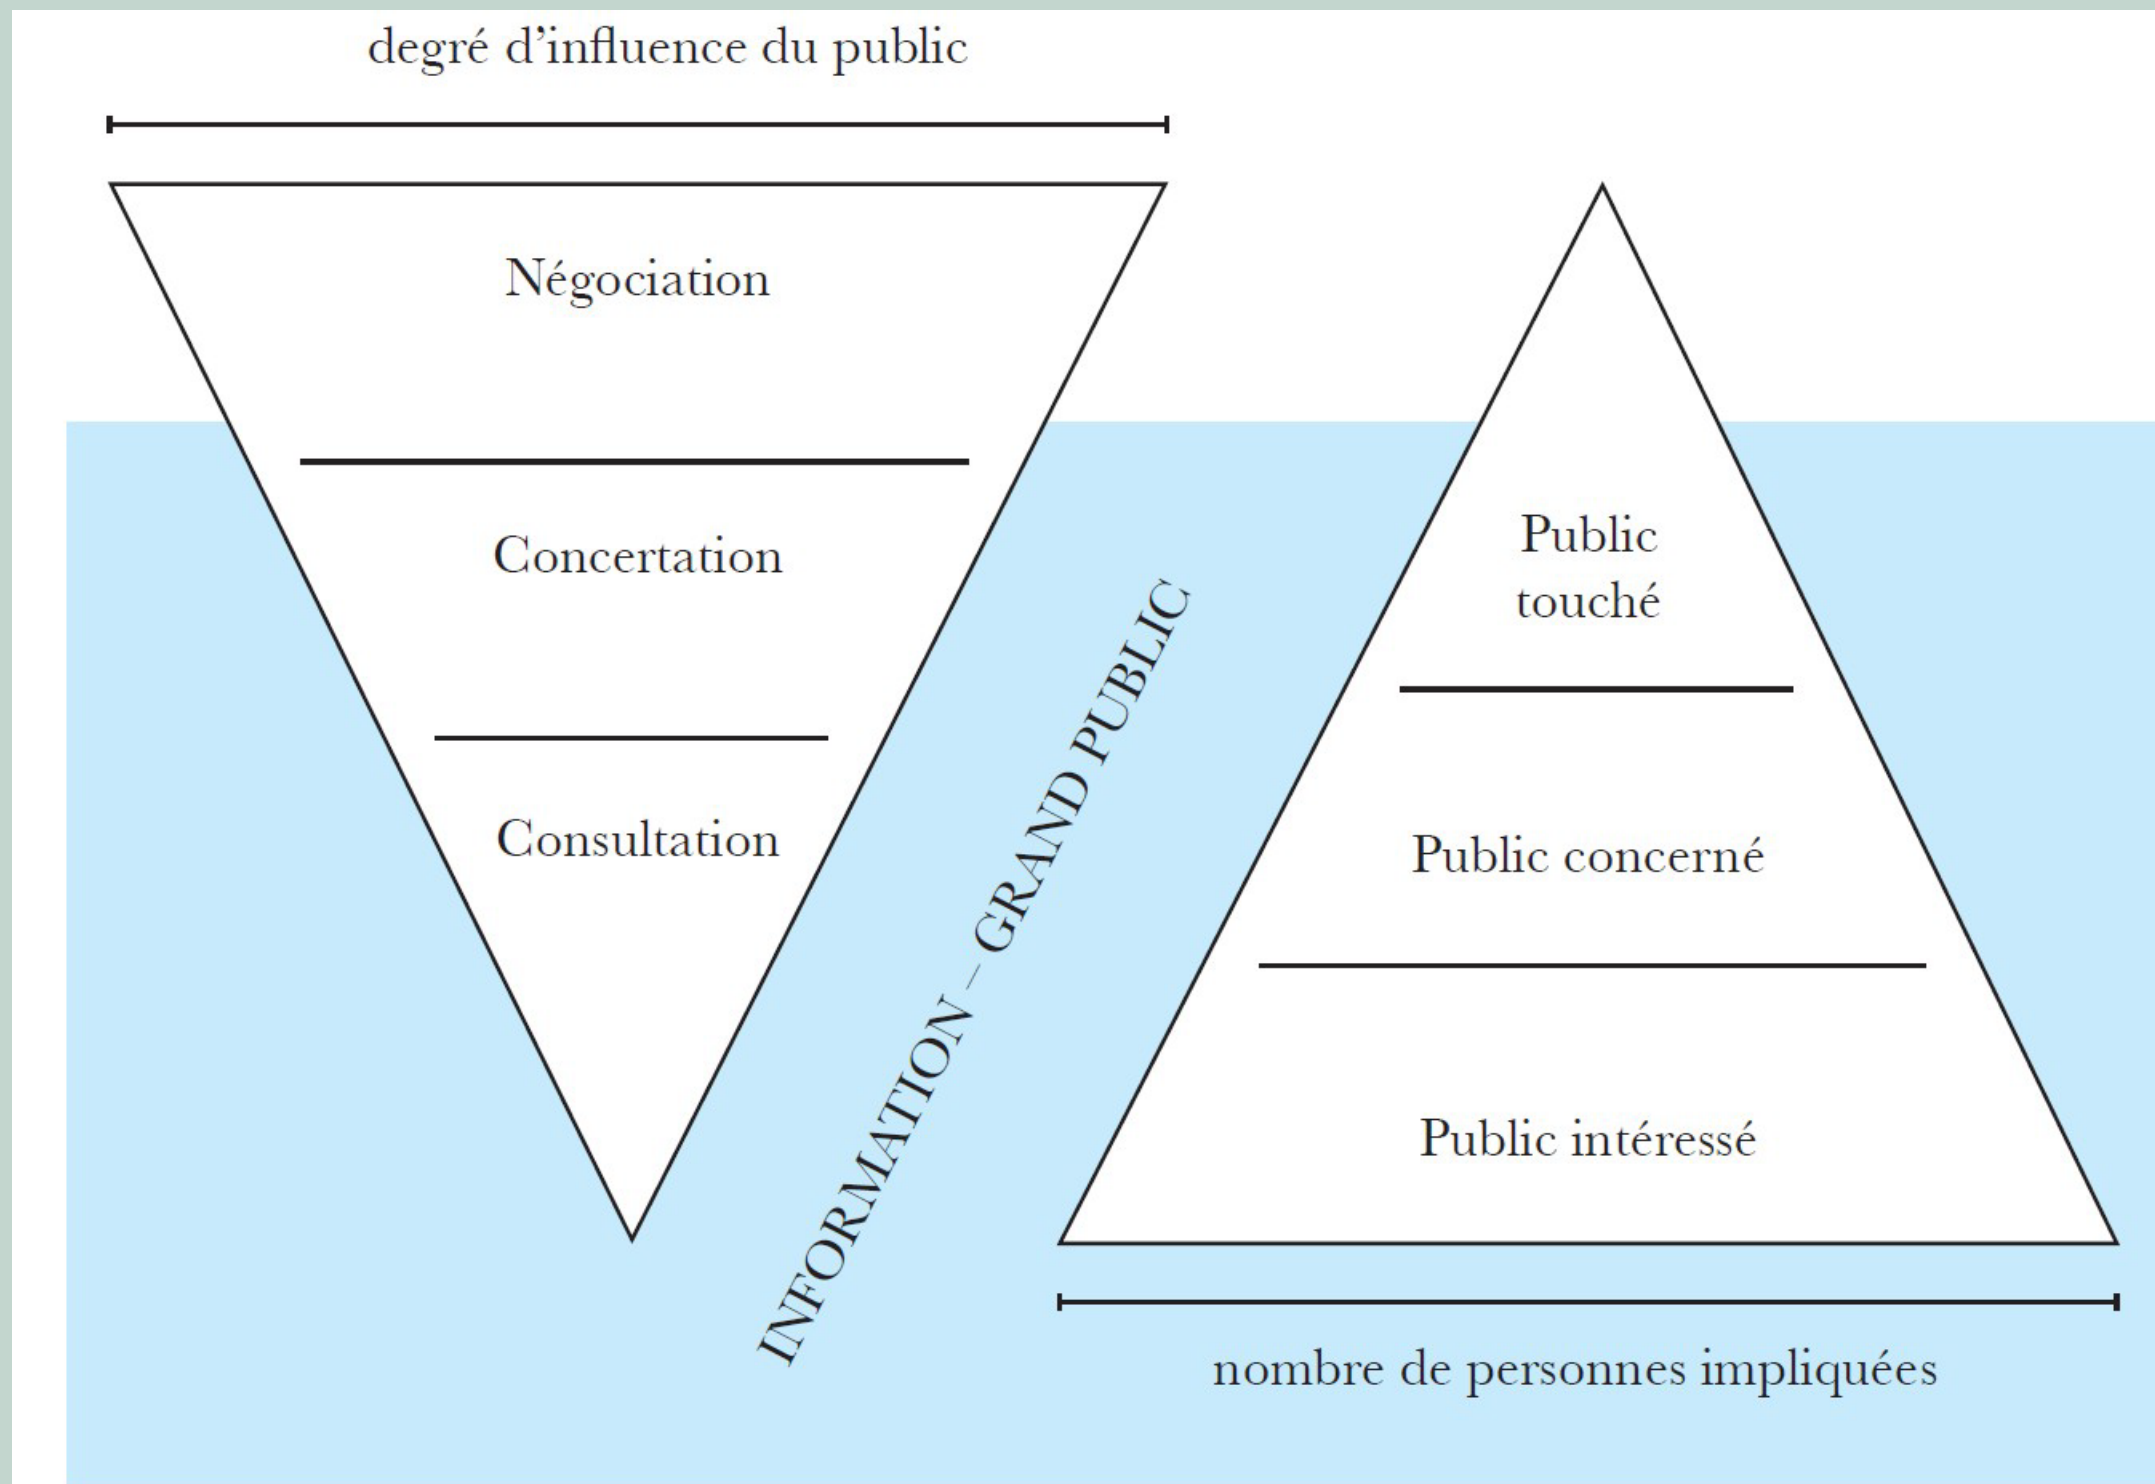 degré d’influence du public
Négociation
Concertation
Consultation
INFORMATION – GRAND PUBLIC
Public
touché
Public concerné
Public intéressé
nombre de personnes impliquées